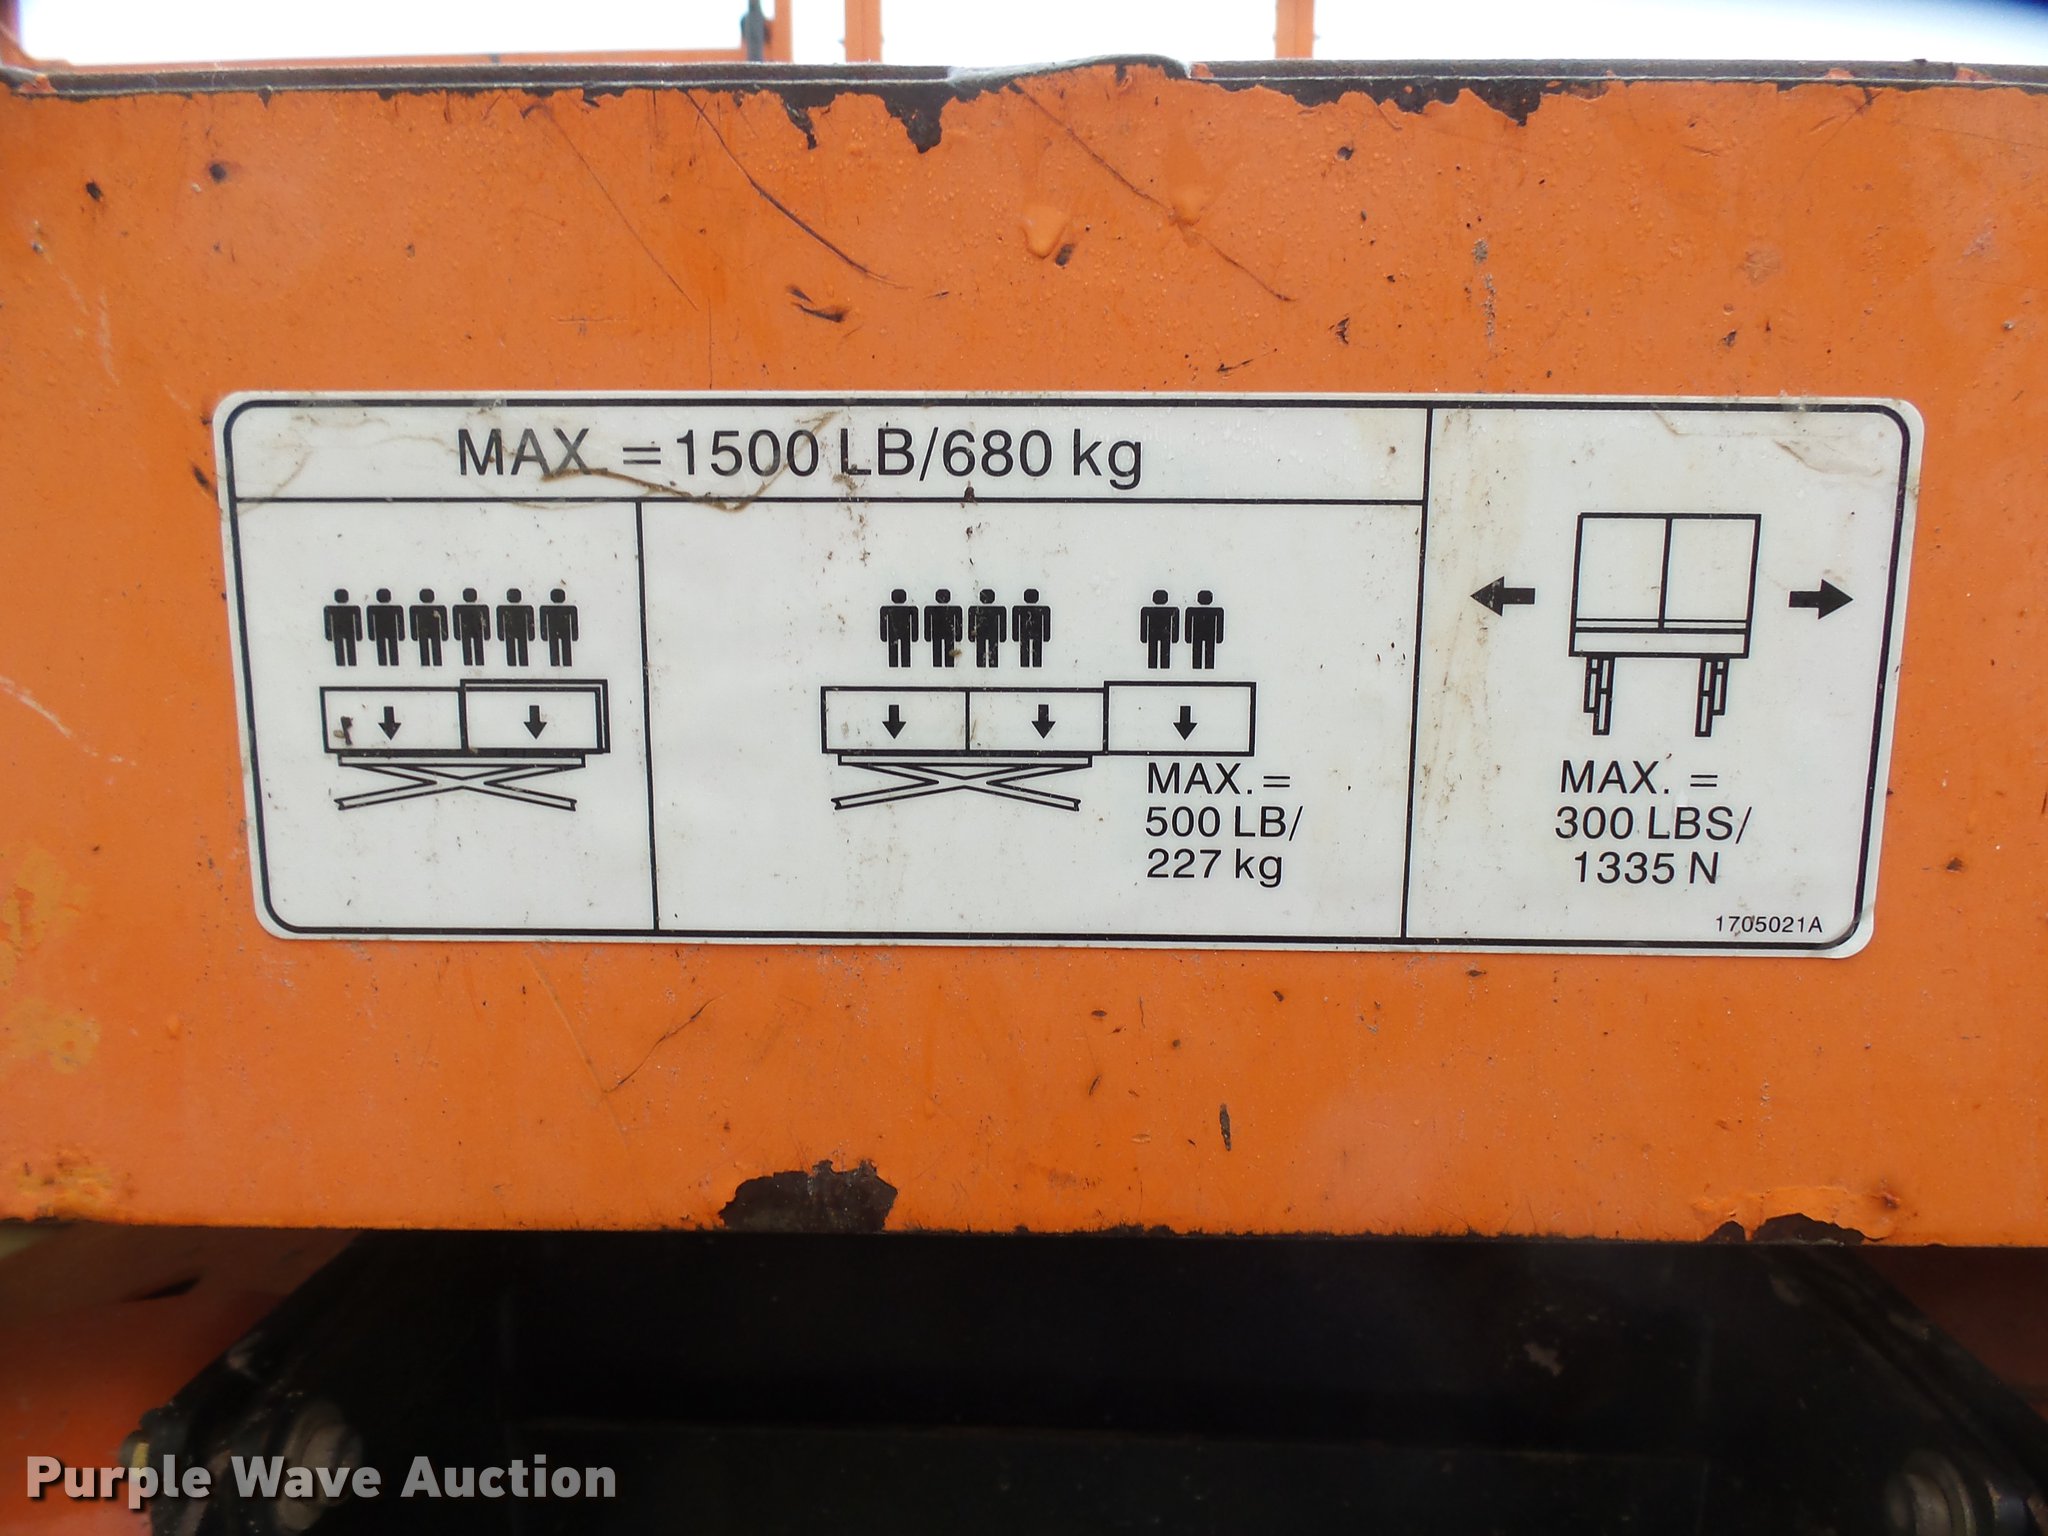 MAX. = 1500 LB/680 kg
MAX. =
500 LB/
227 kg
MAX. =
300 LBS/
1335 N
1705021A
Purple Wave Auction